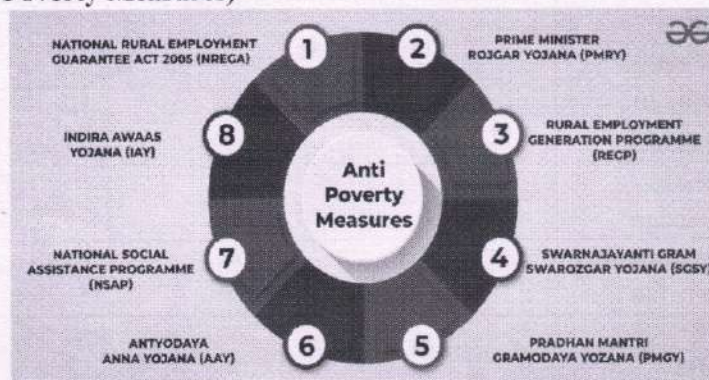 1
NATIONAL RURAL EMPLOYMENT
GUARANTEE ACT 2005 (NREGA)
2
PRIME MINISTER
ROJGAR YOJANA (PMRY)
3
RURAL EMPLOYMENT
GENERATION PROGRAMME
(REGP)
4
SWARNAJAYANTI GRAM
SWAROZGAR YOJANA (SGSY)
5
PRADHAN MANTRI
GRAMODAYA YOZANA (PMGY)
6
ANTYODAYA
ANNA YOJANA (AAY)
7
NATIONAL SOCIAL
ASSISTANCE PROGRAMME
(NSAP)
8
INDIRA AWAAS
YOJANA (IAY)
Anti
Poverty
Measures